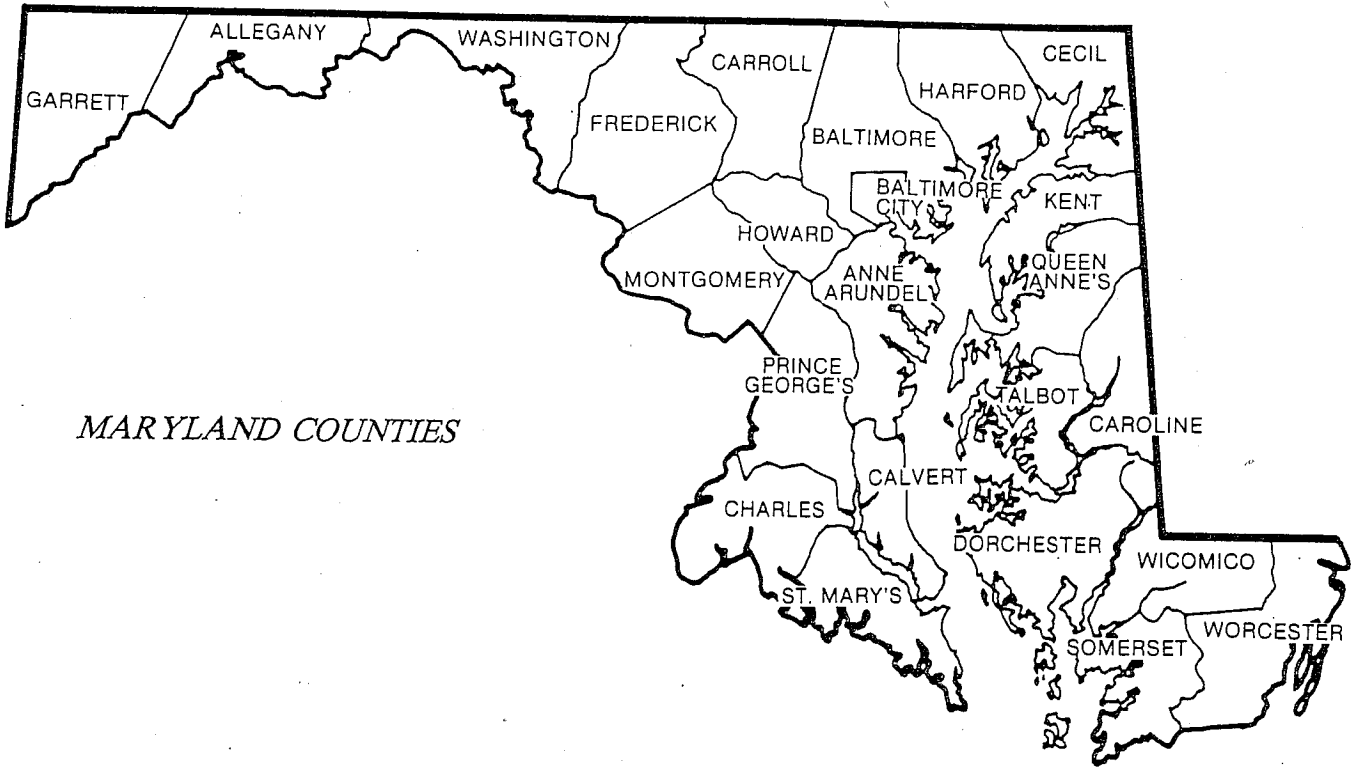 ALLEGANY
WASHINGTON
CARROLL
CECIL
GARRETT
HARFORD
FREDERICK
BALTIMORE
BALTIMORE
CITY
KENT
HOWARD
MONTGOMERY
ANNE
ARUNDEL
QUEEN
ANNE'S
PRINCE
GEORGE'S
TALBOT
MARYLAND COUNTIES
CAROLINE
CALVERT
CHARLES
DORCHESTER
WICOMICO
ST. MARY'S
WORCESTER
SOMERSET